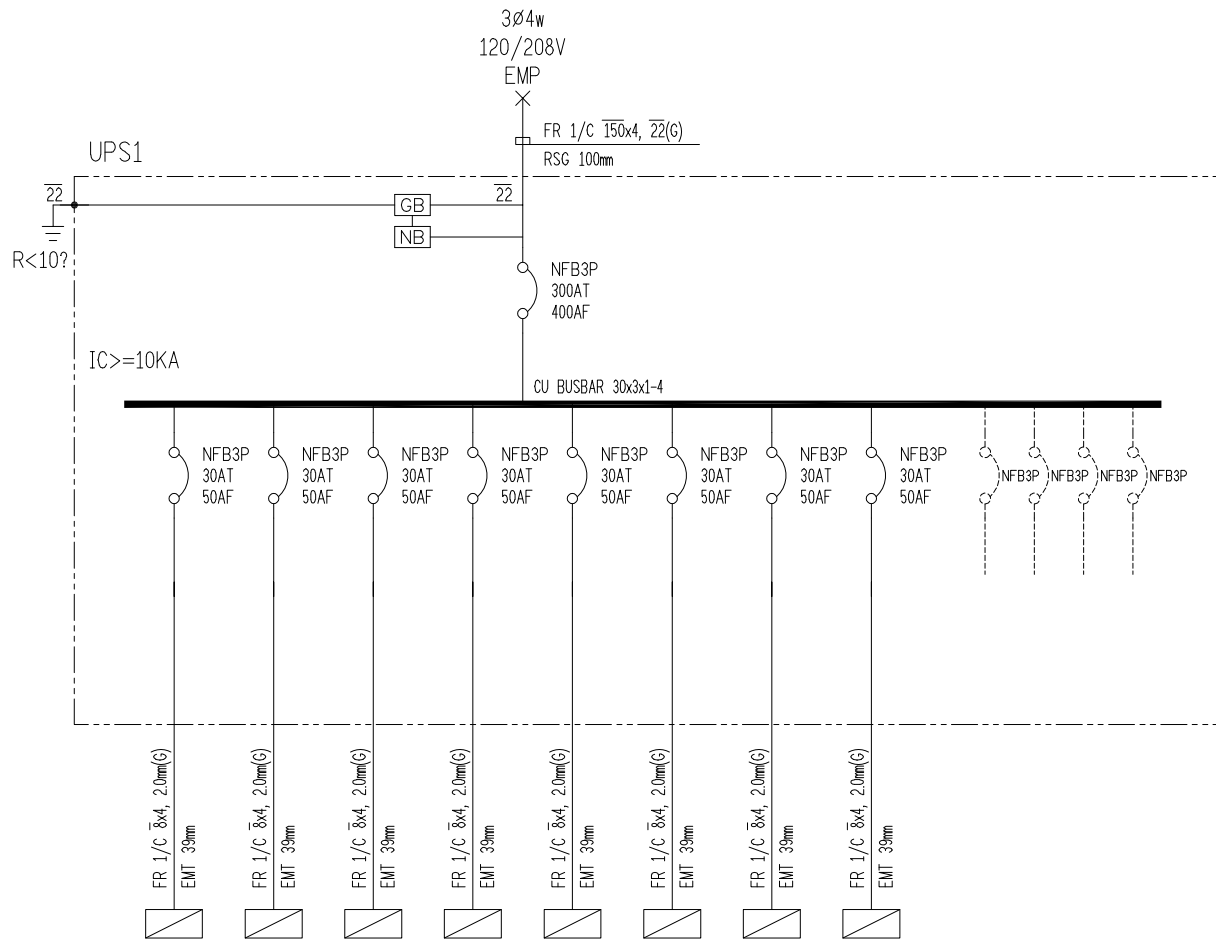 3Ø4w
120/208V
EMP
FR 1/C 150x4, 22(G)
RSG 100mm
UPS1
22
GB
22
NB
R<10?
NFB3P
300AT
400AF
IC>=10KA
CU BUSBAR 30x3x1-4
NFB3P
30AT
50AF
NFB3P
30AT
50AF
NFB3P
30AT
50AF
NFB3P
30AT
50AF
NFB3P
30AT
50AF
NFB3P
30AT
50AF
NFB3P
30AT
50AF
NFB3P
30AT
50AF
NFB3P
NFB3P
NFB3P
NFB3P
FR 1/C 8x4, 2.0mm(G)
EMT 39mm
FR 1/C 8x4, 2.0mm(G)
EMT 39mm
FR 1/C 8x4, 2.0mm(G)
EMT 39mm
FR 1/C 8x4, 2.0mm(G)
EMT 39mm
FR 1/C 8x4, 2.0mm(G)
EMT 39mm
FR 1/C 8x4, 2.0mm(G)
EMT 39mm
FR 1/C 8x4, 2.0mm(G)
EMT 39mm
FR 1/C 8x4, 2.0mm(G)
EMT 39mm